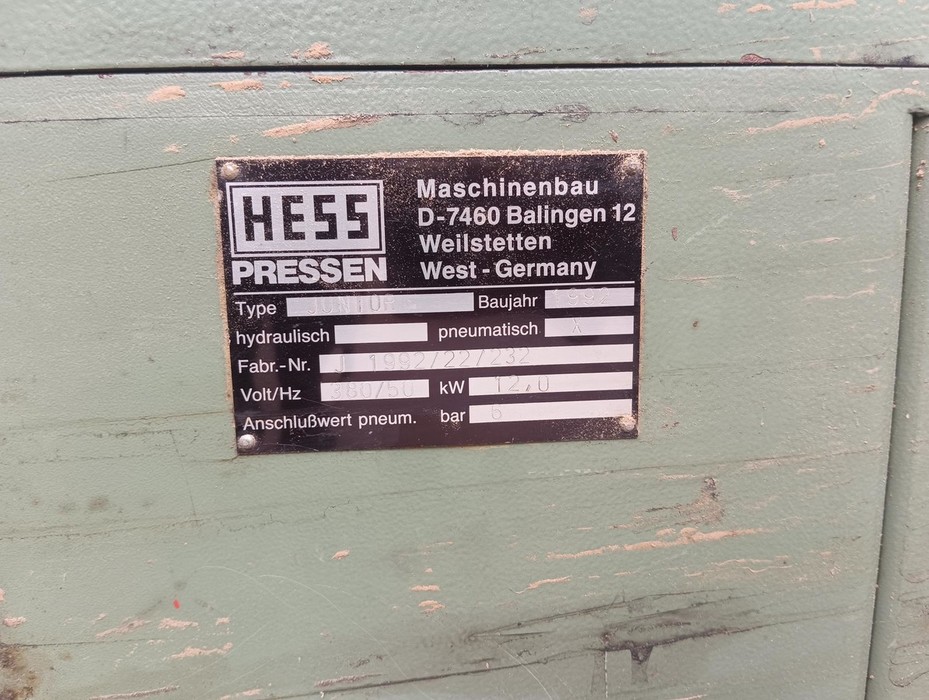 HESS
PRESSEN
Maschinenbau
D-7460 Balingen 12
Weilstetten
West - Germany
Type JUNIOR Baujahr 1992
hydraulisch pneumatisch X
Fabr.-Nr. J 1992/22/232
Volt/Hz 380/50 kW 12,0
Anschlußwert pneum. bar 6